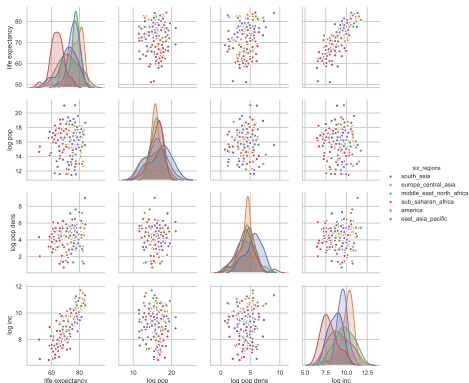 life expectancy
90
80
70
60
50
log pop
20
18
16
14
12
log pop dens
8
6
4
2
log inc
12
10
8
60
80
life expectancy
10
20
log pop
0
5
10
log pop dens
5.0
7.5
10.0
12.5
log inc
six_regions
south_asia
europe_central_asia
middle_east_north_africa
sub_saharan_africa
america
east_asia_pacific